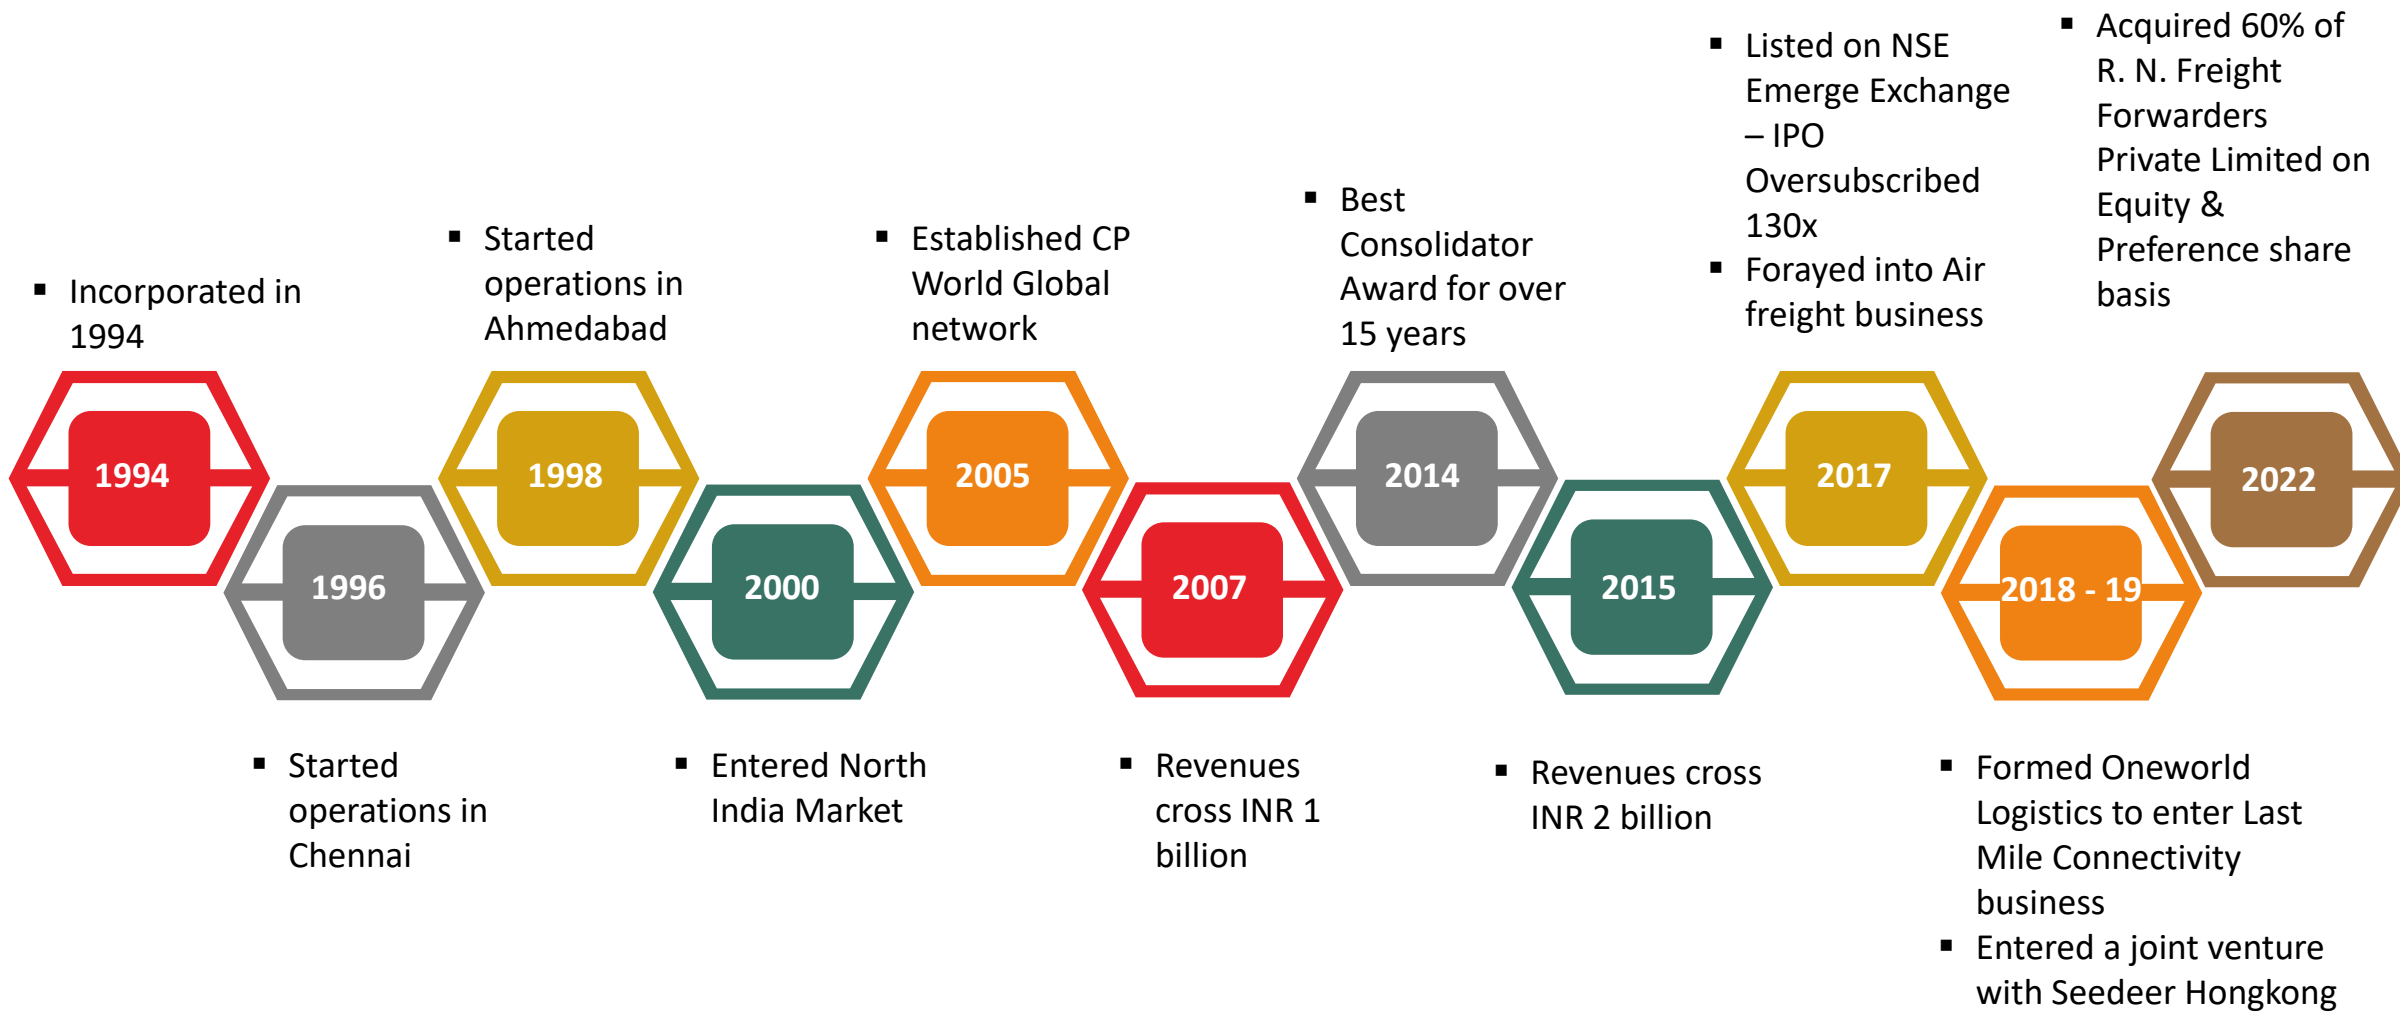 ▪ Incorporated in
1994
1994
▪ Started
operations in
Chennai
1996
▪ Started
operations in
Ahmedabad
1998
▪ Entered North
India Market
2000
▪ Established CP
World Global
network
2005
▪ Revenues
cross INR 1
billion
2007
▪ Best
Consolidator
Award for over
15 years
2014
▪ Revenues cross
INR 2 billion
2015
▪ Listed on NSE
Emerge Exchange
– IPO
Oversubscribed
130x
▪ Forayed into Air
freight business
2017
▪ Formed Oneworld
Logistics to enter Last
Mile Connectivity
business
▪ Entered a joint venture
with Seedeer Hongkong
2018 - 19
▪ Acquired 60% of
R. N. Freight
Forwarders
Private Limited on
Equity &
Preference share
basis
2022